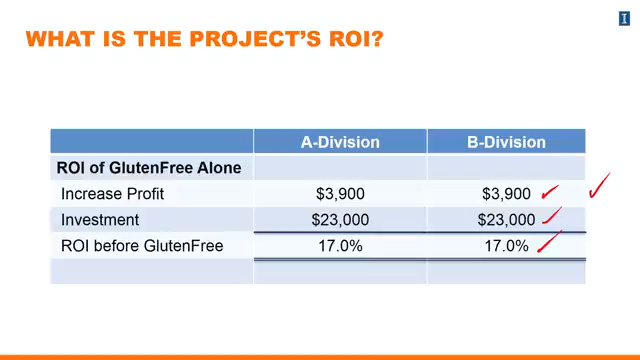 I
WHAT IS THE PROJECT'S ROI?
A-Division B-Division
ROI of GlutenFree Alone
Increase Profit $3,900 $3,900
Investment $23,000 $23,000
ROI before GlutenFree 17.0% 17.0%